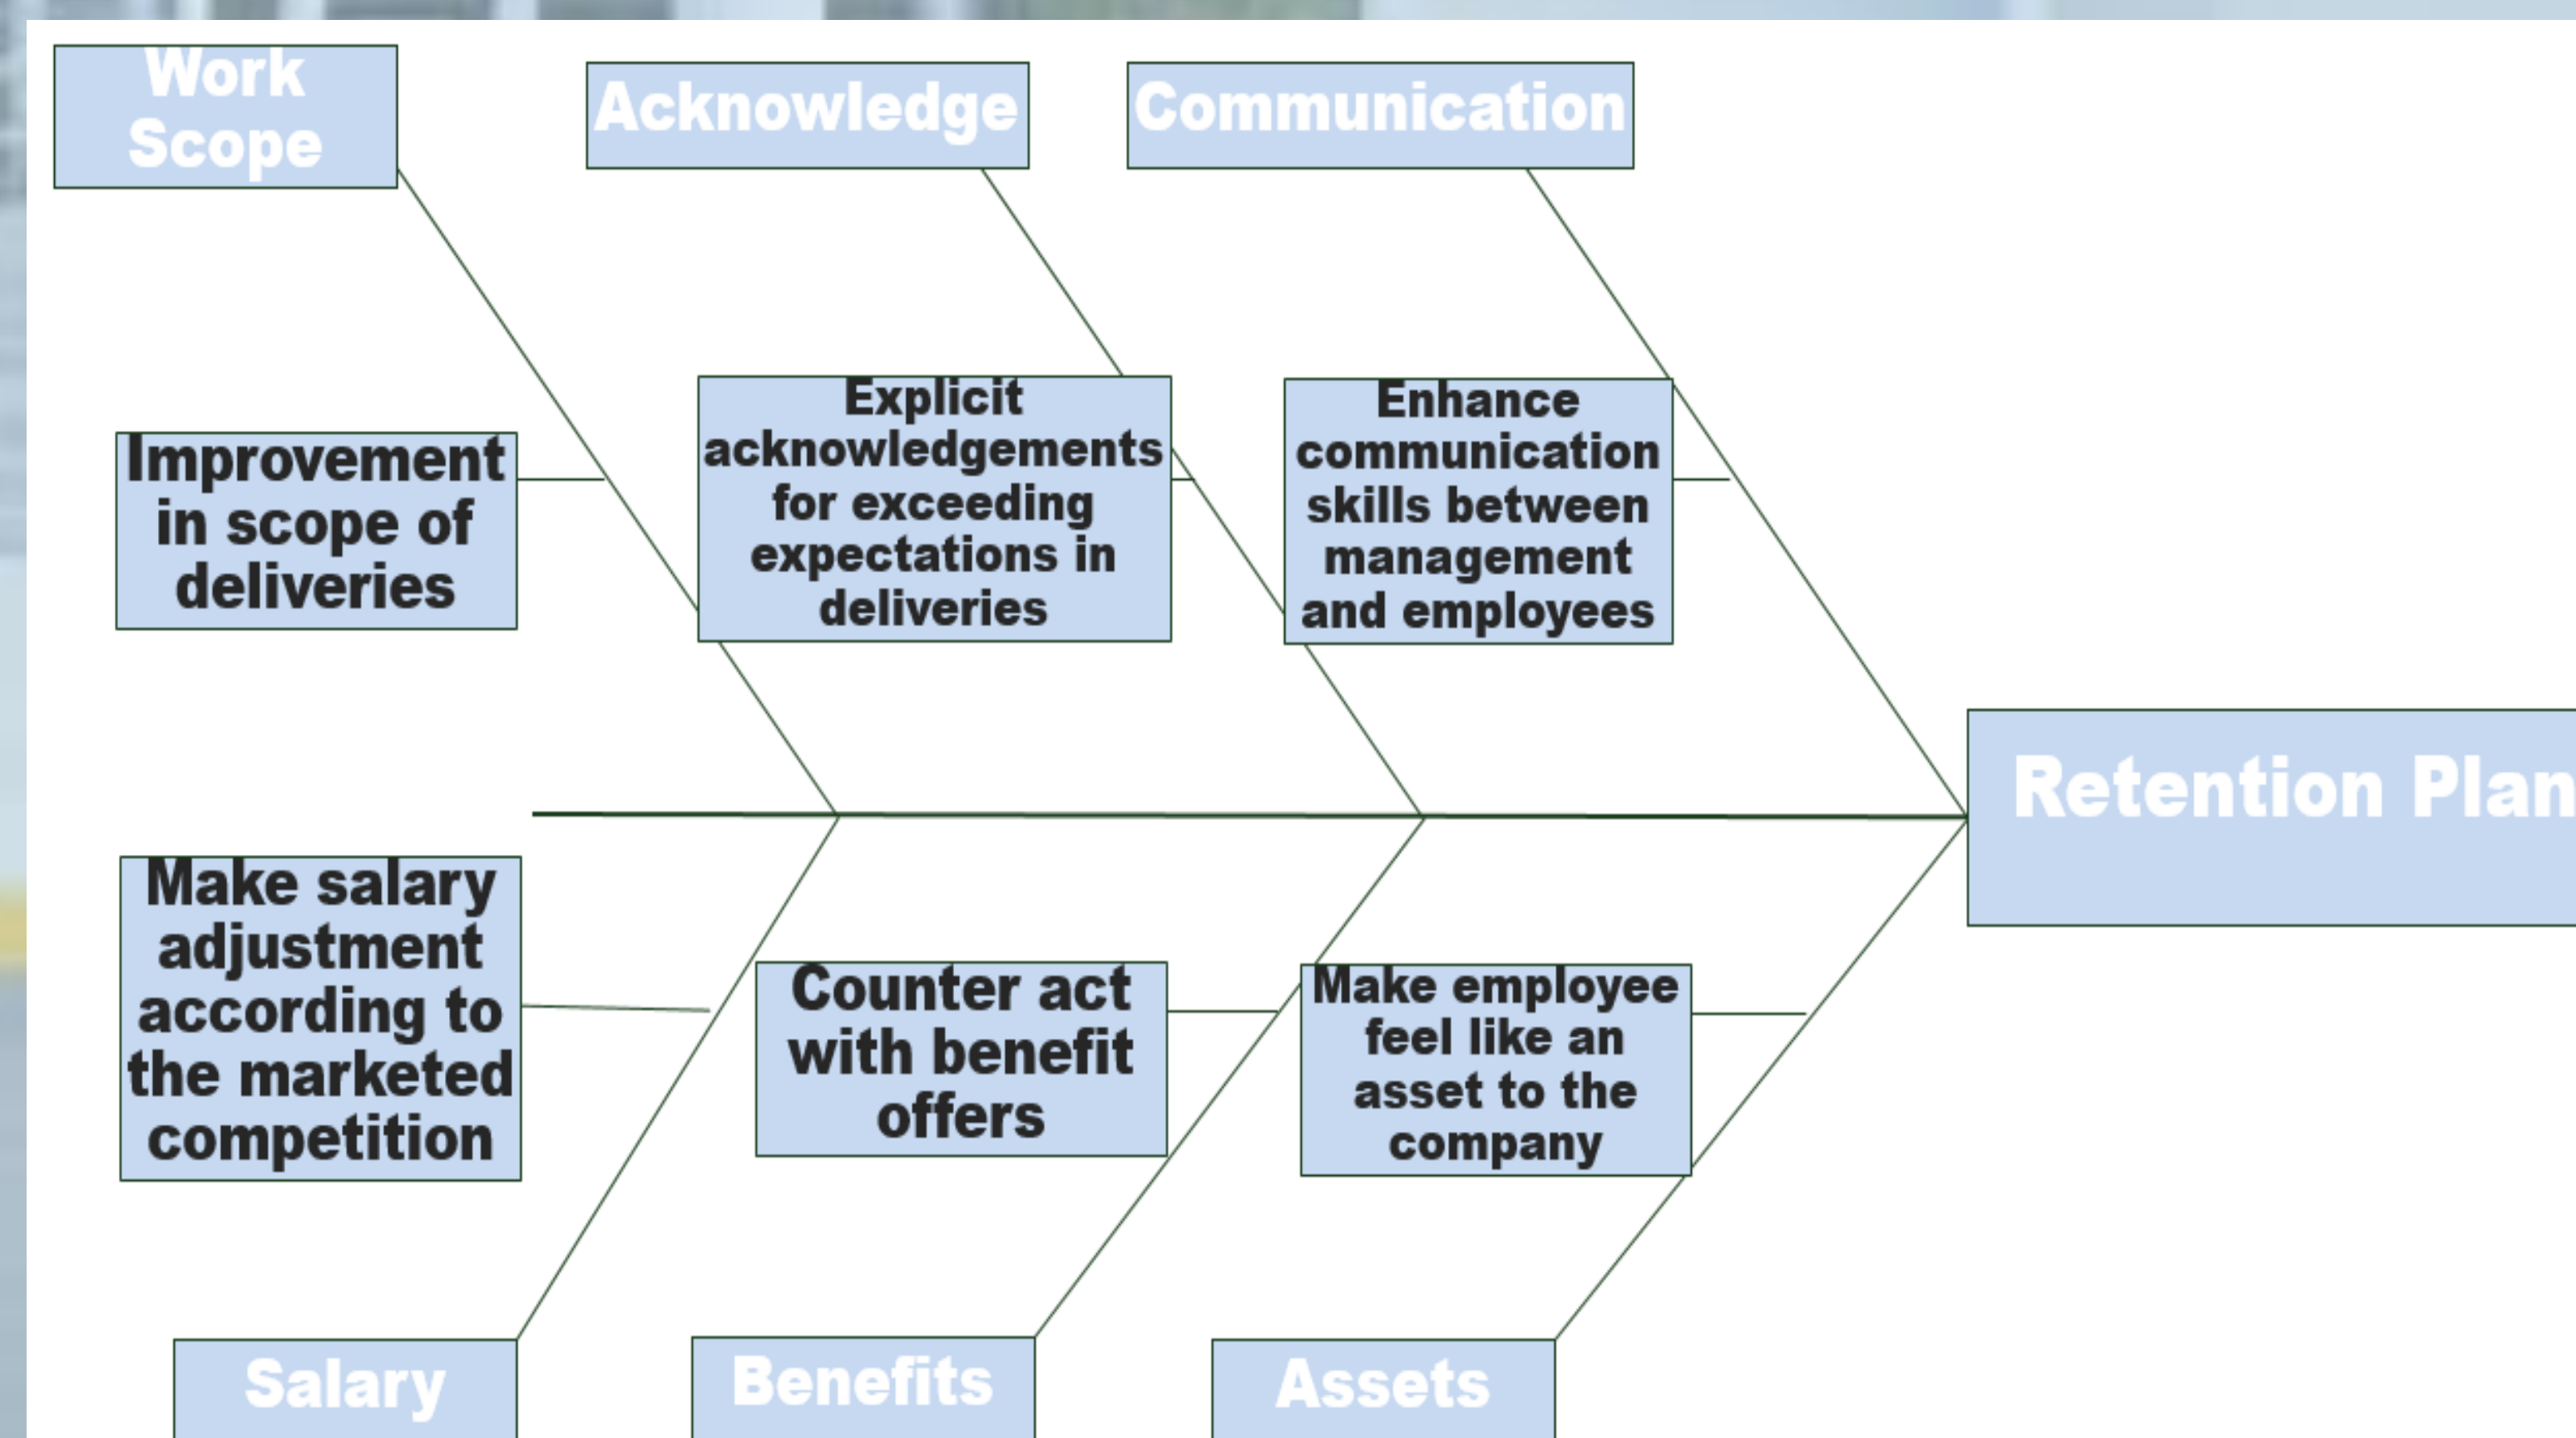 Work
Scope
Acknowledge
Communication
Improvement
in scope of
deliveries
Explicit
acknowledgements
for exceeding
expectations in
deliveries
Enhance
communication
skills between
management
and employees
Retention Plan
Make salary
adjustment
according to
the marketed
competition
Counter act
with benefit
offers
Make employee
feel like an
asset to the
company
Salary
Benefits
Assets